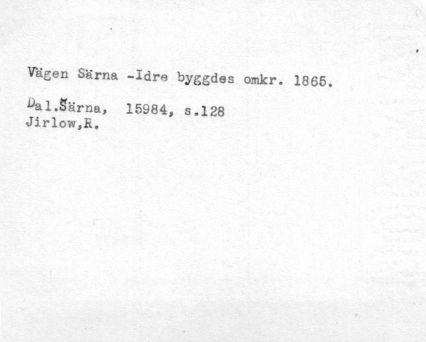 Vägen Särna -Idre byggdes omkr. 1865.
Dal.Särna, 15984, s.128
Jirlow,R.